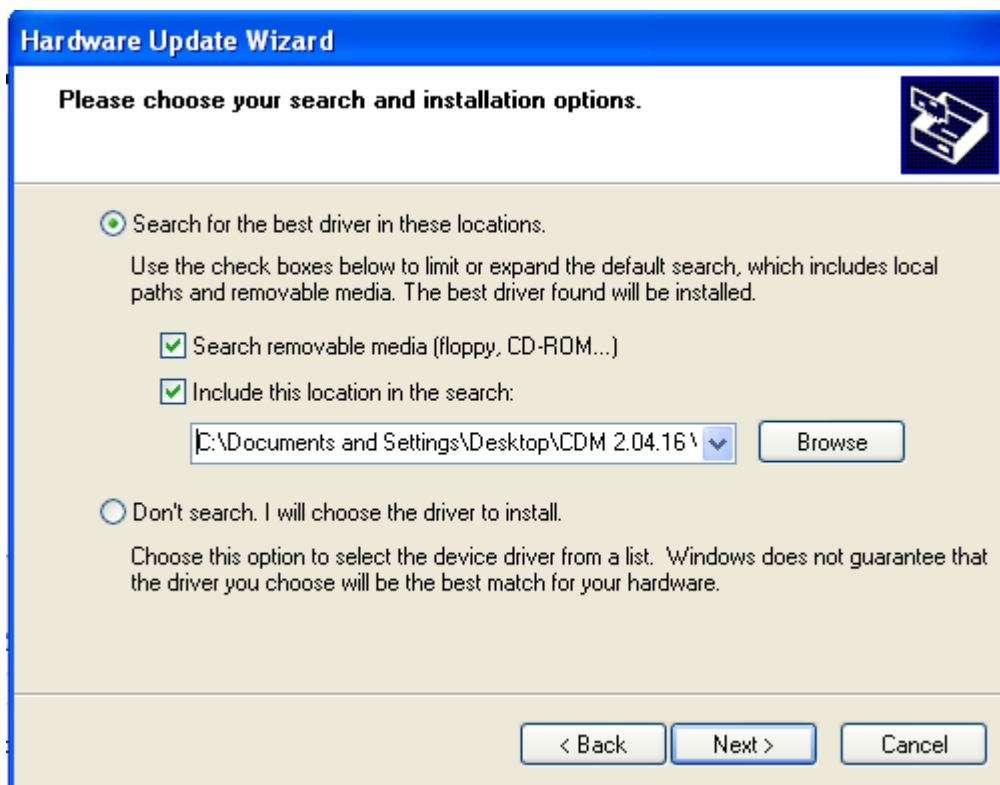 Hardware Update Wizard
Please choose your search and installation options.
Search for the best driver in these locations.
Use the check boxes below to limit or expand the default search, which includes local
paths and removable media. The best driver found will be installed.
Search removable media (floppy, CD-ROM...)
Include this location in the search:
C:\Documents and Settings\Desktop\CDM 2.04.16 \
Browse
Don't search. I will choose the driver to install.
Choose this option to select the device driver from a list.  Windows does not guarantee that
the driver you choose will be the best match for your hardware.
< Back
Next >
Cancel